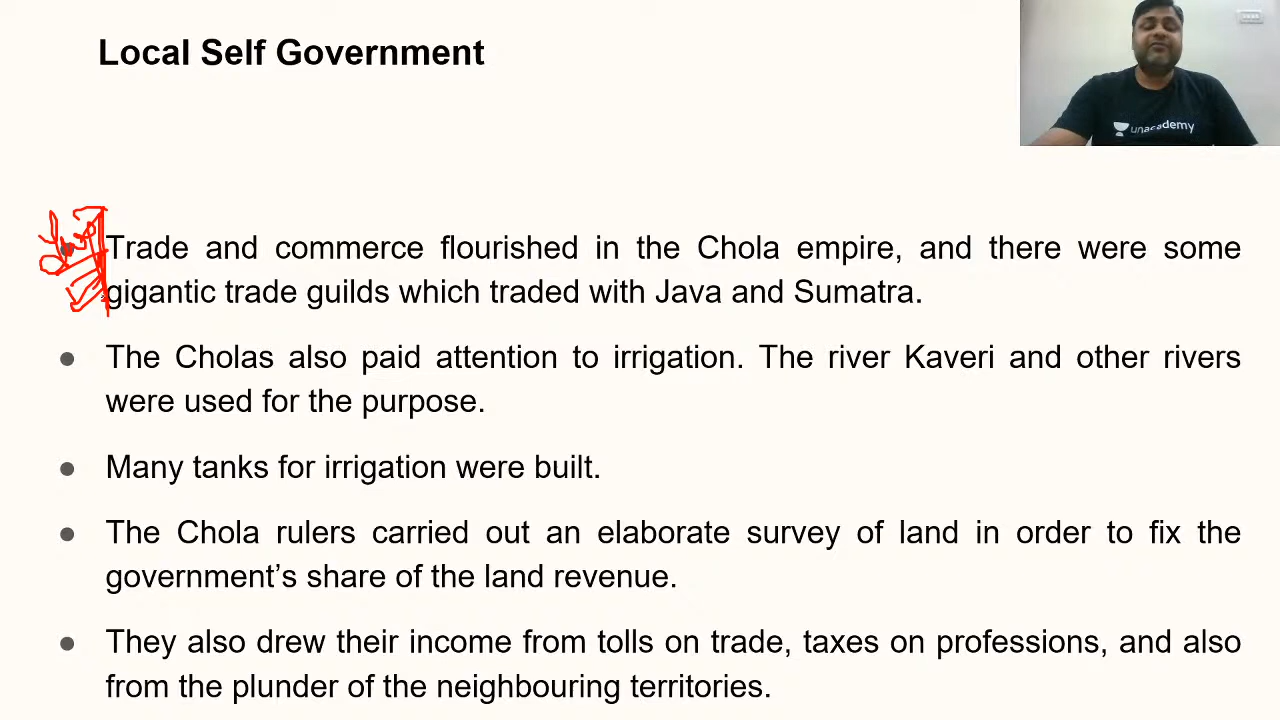 Local Self Government
unacademy
● Trade and commerce flourished in the Chola empire, and there were some
gigantic trade guilds which traded with Java and Sumatra.
● The Cholas also paid attention to irrigation. The river Kaveri and other rivers
were used for the purpose.
● Many tanks for irrigation were built.
● The Chola rulers carried out an elaborate survey of land in order to fix the
government’s share of the land revenue.
● They also drew their income from tolls on trade, taxes on professions, and also
from the plunder of the neighbouring territories.